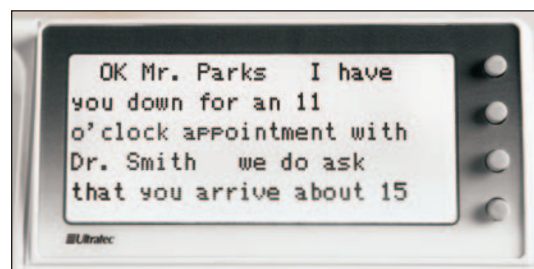 OK Mr. Parks   I have
you down for an 11
o'clock appointment with
Dr. Smith   we do ask
that you arrive about 15
Ultratec